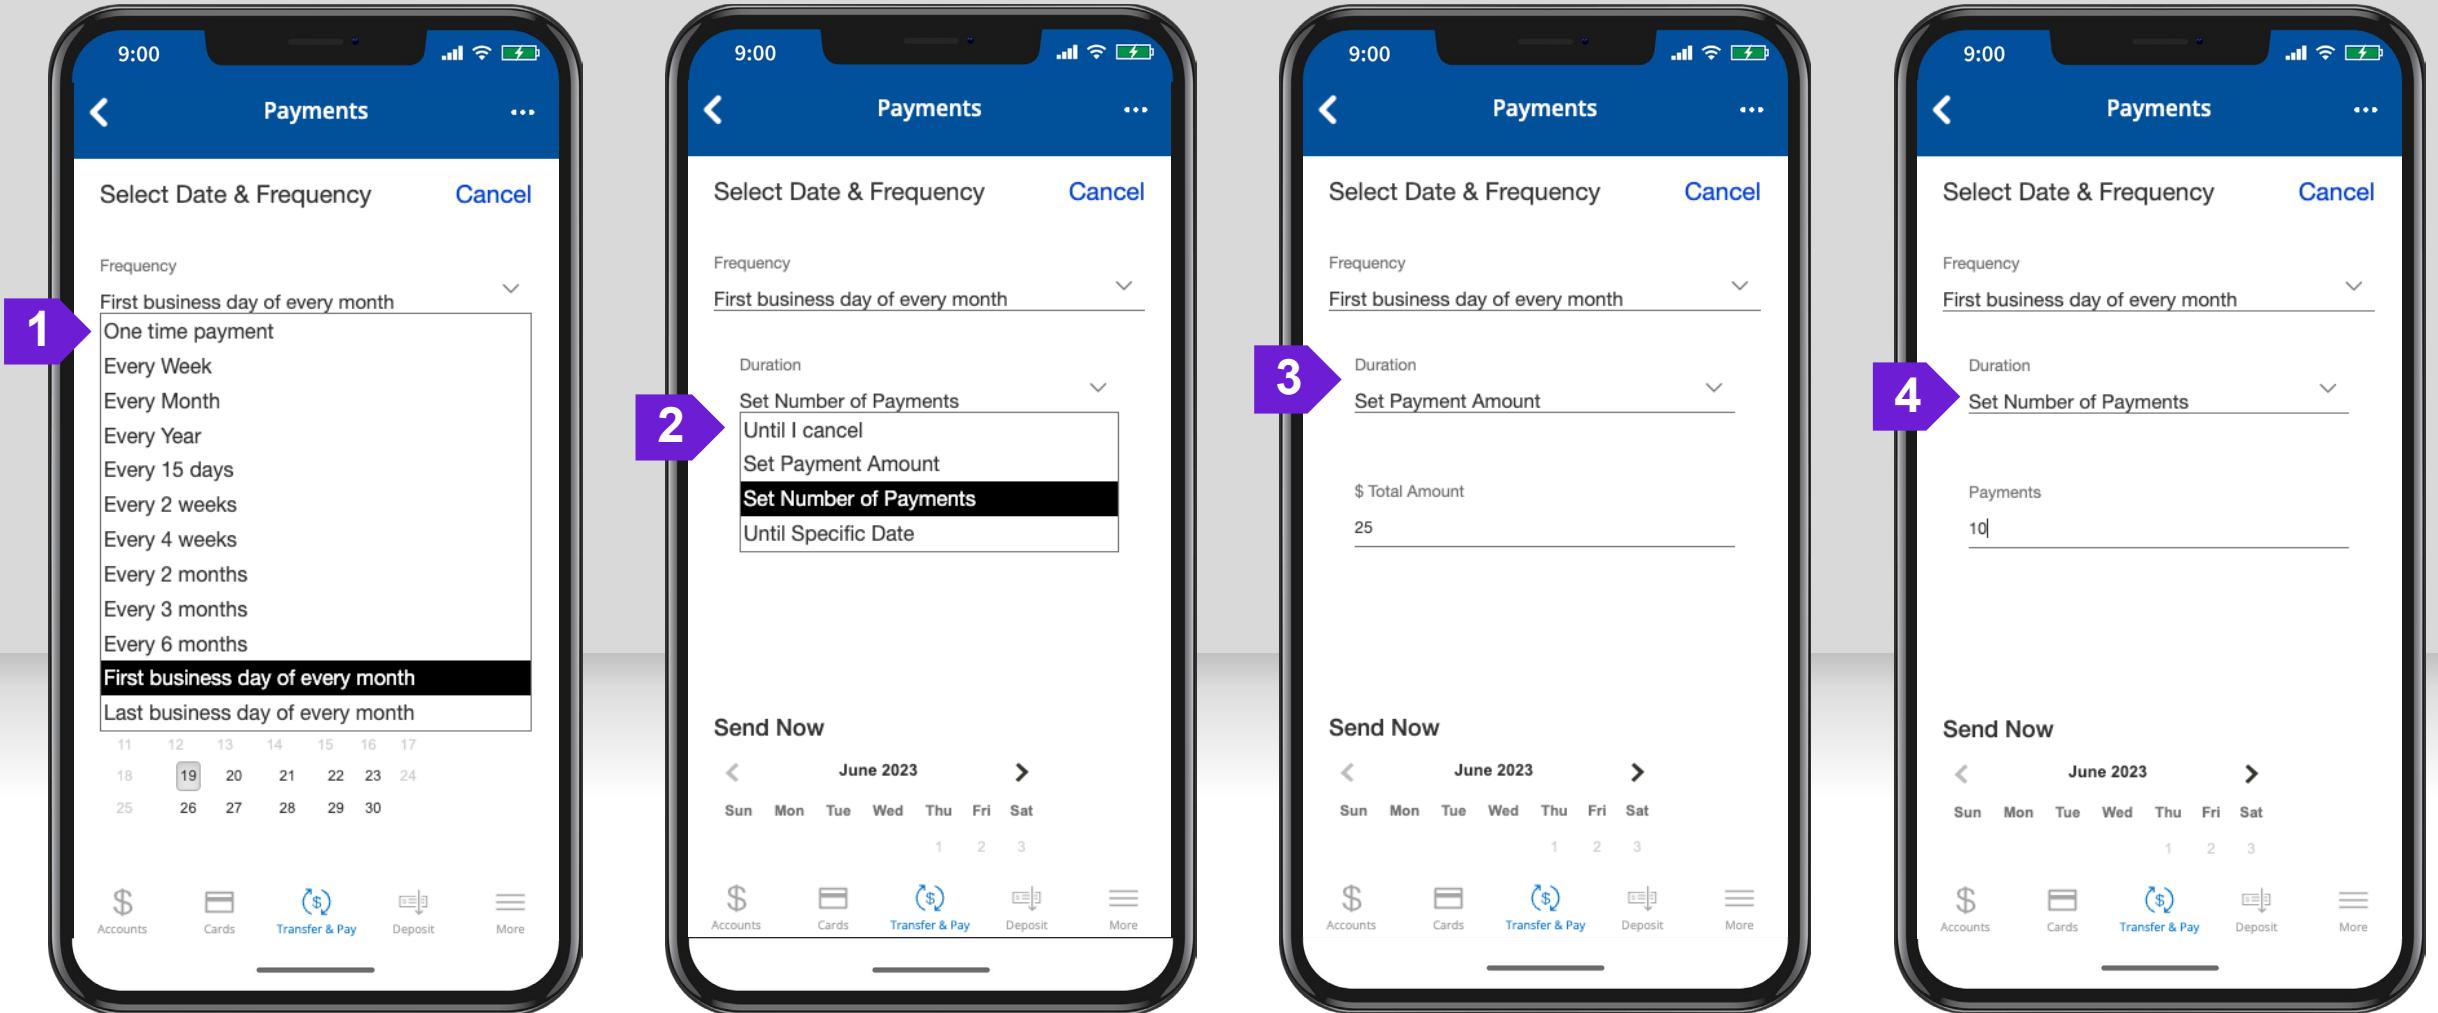 9:00
Payments
Select Date & Frequency Cancel
Frequency
First business day of every month
1
One time payment
Every Week
Every Month
Every Year
Every 15 days
Every 2 weeks
Every 4 weeks
Every 2 months
Every 3 months
Every 6 months
First business day of every month
Last business day of every month
11 12 13 14 15 16 17
18 19 20 21 22 23 24
25 26 27 28 29 30
Accounts Cards Transfer & Pay Deposit More
9:00
Payments
Select Date & Frequency Cancel
Frequency
First business day of every month
Duration
Set Number of Payments
2
Until I cancel
Set Payment Amount
Set Number of Payments
Until Specific Date
Send Now
June 2023
Sun Mon Tue Wed Thu Fri Sat
1 2 3
Accounts Cards Transfer & Pay Deposit More
9:00
Payments
Select Date & Frequency Cancel
Frequency
First business day of every month
3
Duration
Set Payment Amount
$ Total Amount
25
Send Now
June 2023
Sun Mon Tue Wed Thu Fri Sat
1 2 3
Accounts Cards Transfer & Pay Deposit More
9:00
Payments
Select Date & Frequency Cancel
Frequency
First business day of every month
4
Duration
Set Number of Payments
Payments
10
Send Now
June 2023
Sun Mon Tue Wed Thu Fri Sat
1 2 3
Accounts Cards Transfer & Pay Deposit More